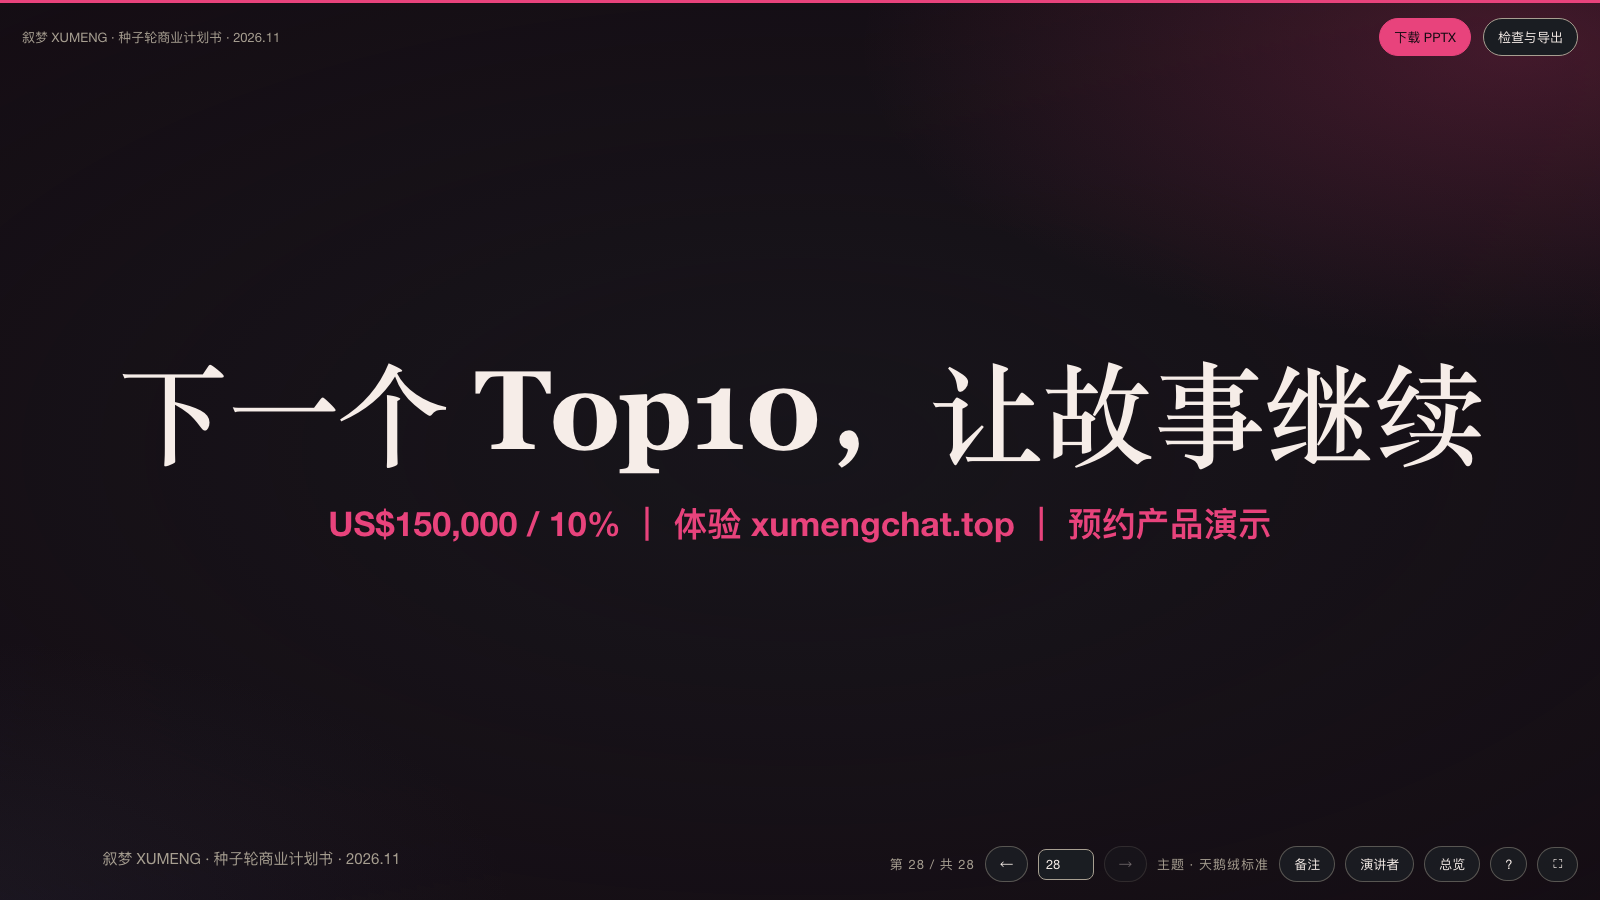 叙梦 XUMENG · 种子轮商业计划书 · 2026.11
下载 PPTX
检查与导出
下一个 Top10，让故事继续
US$150,000 / 10% ｜ 体验 xumengchat.top ｜ 预约产品演示
叙梦 XUMENG · 种子轮商业计划书 · 2026.11
第 28 / 共 28 ← 28 → 主题 · 天鹅绒标准 备注 演讲者 总览 ?